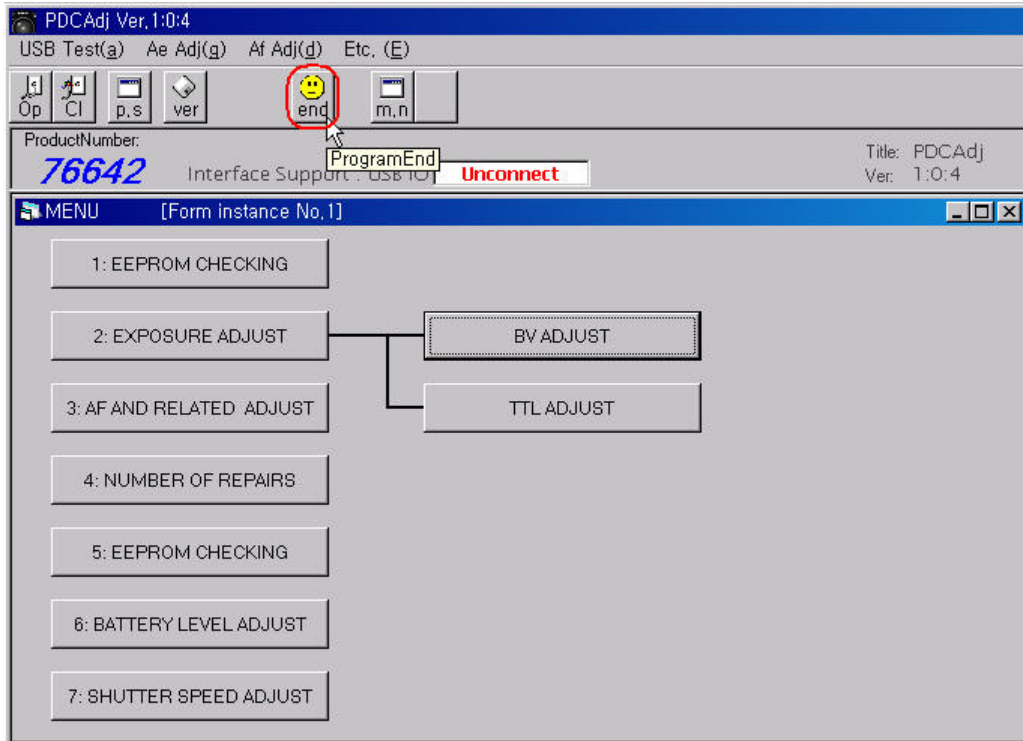 PDCAdj Ver,1:0:4
USB Test(a) Ae Adj(g) Af Adj(d) Etc, (E)
Op Cl p,s ver end m,n
ProductNumber:
76642 Interface Support : USB IO Unconnect
ProgramEnd
Title: PDCAdj
Ver: 1:0:4
MENU [Form instance No,1]
1: EEPROM CHECKING
2: EXPOSURE ADJUST
BV ADJUST
3: AF AND RELATED ADJUST
TTL ADJUST
4: NUMBER OF REPAIRS
5: EEPROM CHECKING
6: BATTERY LEVEL ADJUST
7: SHUTTER SPEED ADJUST